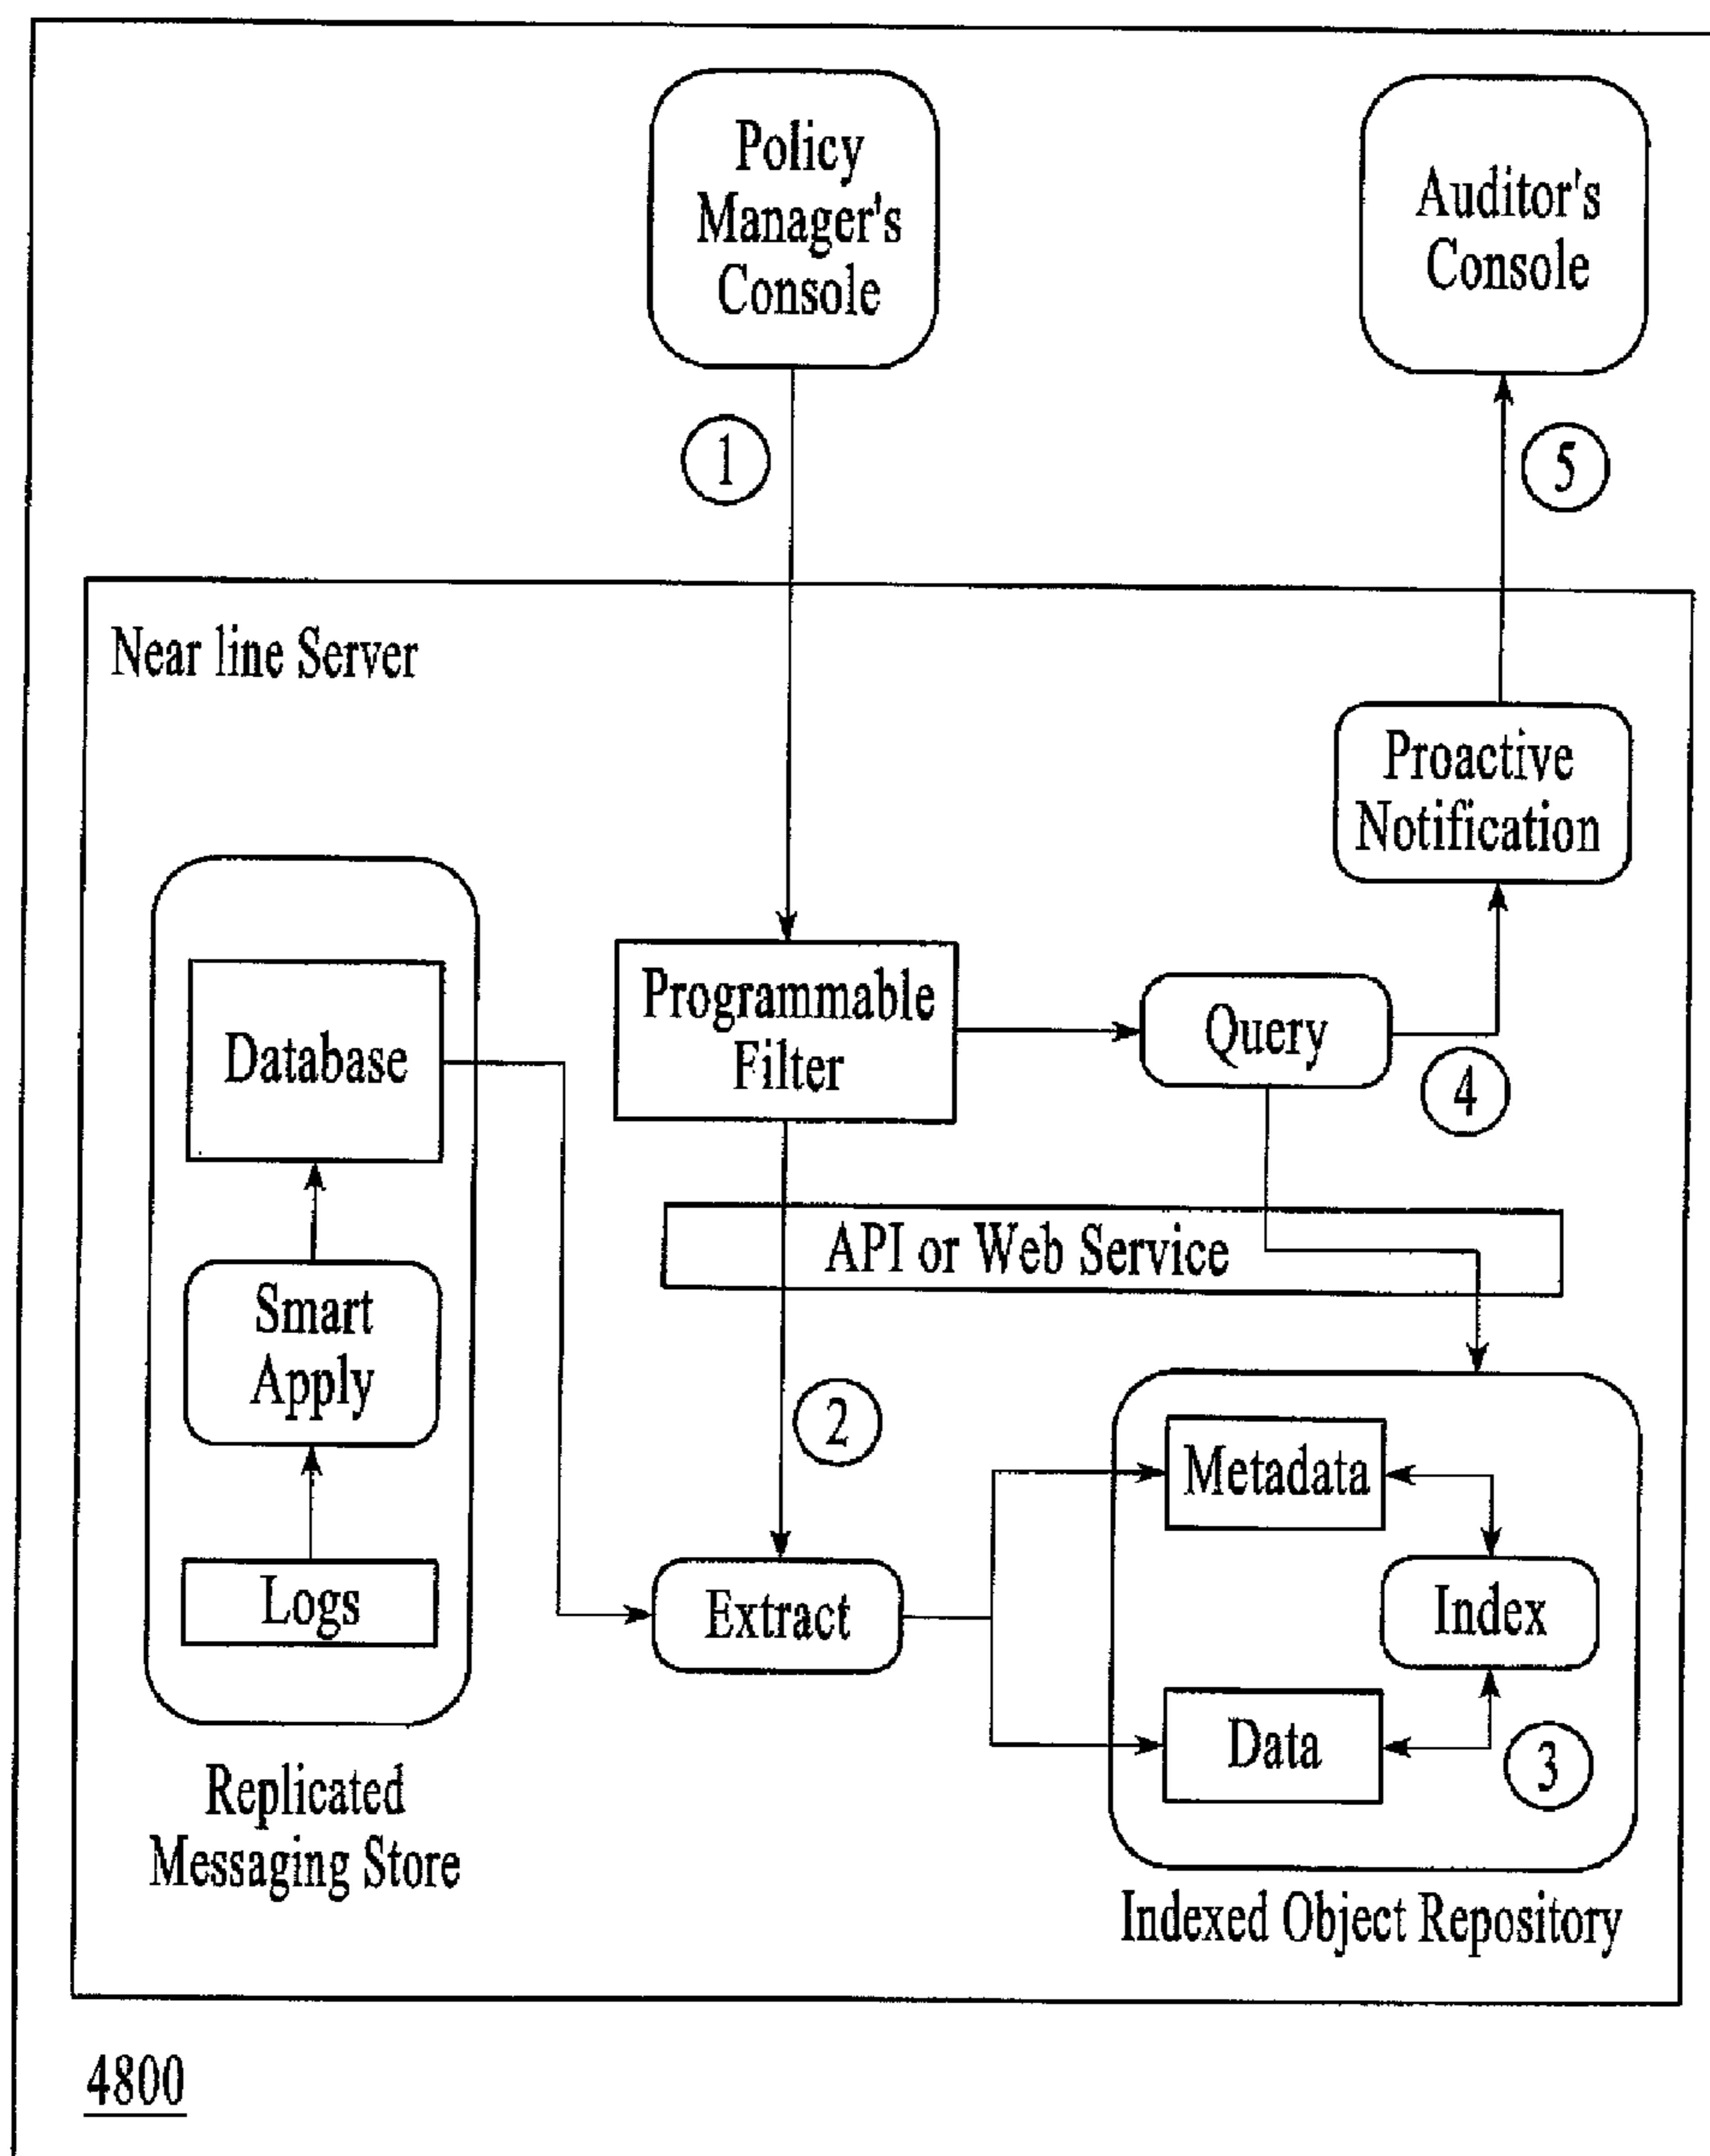 Policy
Manager's
Console
Auditor's
Console
1
5
Near line Server
Proactive
Notification
Database
Programmable
Filter
Query
4
API or Web Service
Smart
Apply
2
Metadata
Logs
Extract
Index
Data
3
Replicated
Messaging Store
Indexed Object Repository
4800